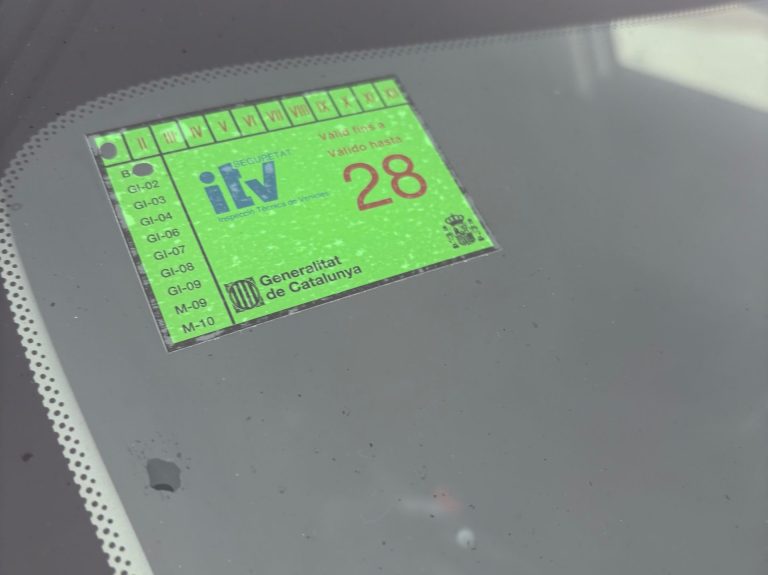 II III IV V VI VII VIII IX X XI XII
Vàlid fins a
Válido hasta
28
SEGURETAT
itv
Inspecció Tècnica de Vehicles
B
GI-02
GI-03
GI-04
GI-06
GI-07
GI-08
GI-09
M-09
M-10
Generalitat
de Catalunya